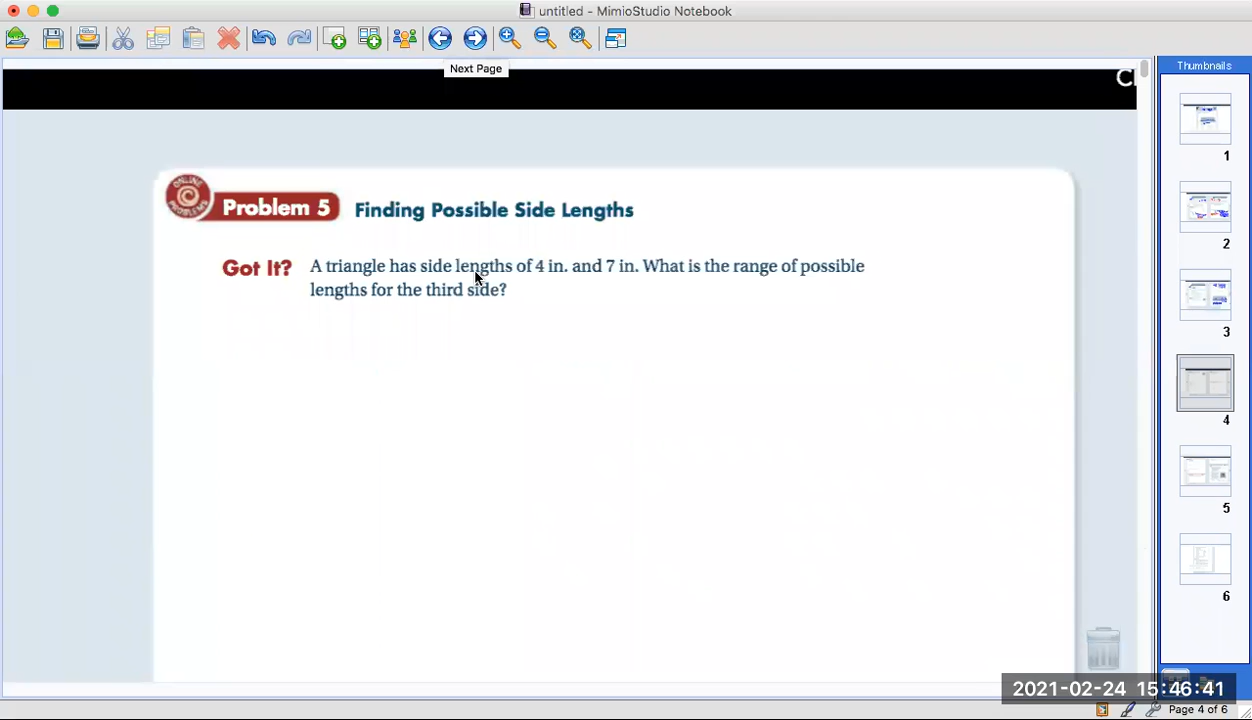 untitled - MimioStudio Notebook
Next Page
Thumbnails
ONLINE PROBLEMS
Problem 5 Finding Possible Side Lengths
Got It? A triangle has side lengths of 4 in. and 7 in. What is the range of possible
lengths for the third side?
1
2
3
4
5
6
2021-02-24 15:46:41
Page 4 of 6